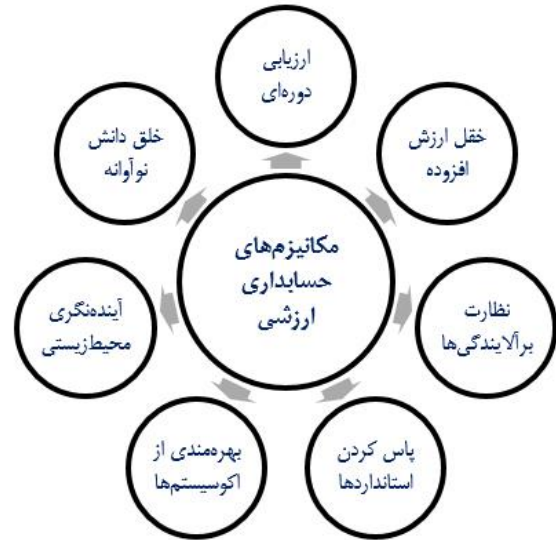 ارزیابی
دوره‌ای
خقل ارزش
افزوده
نظارت
برآلایندگی‌ها
پاس کردن
استانداردها
بهره‌مندی از
اکوسیستم‌ها
آینده‌نگری
محیط‌زیستی
خلق دانش
نوآوانه
مکانیزم‌های
حسابداری
ارزشی